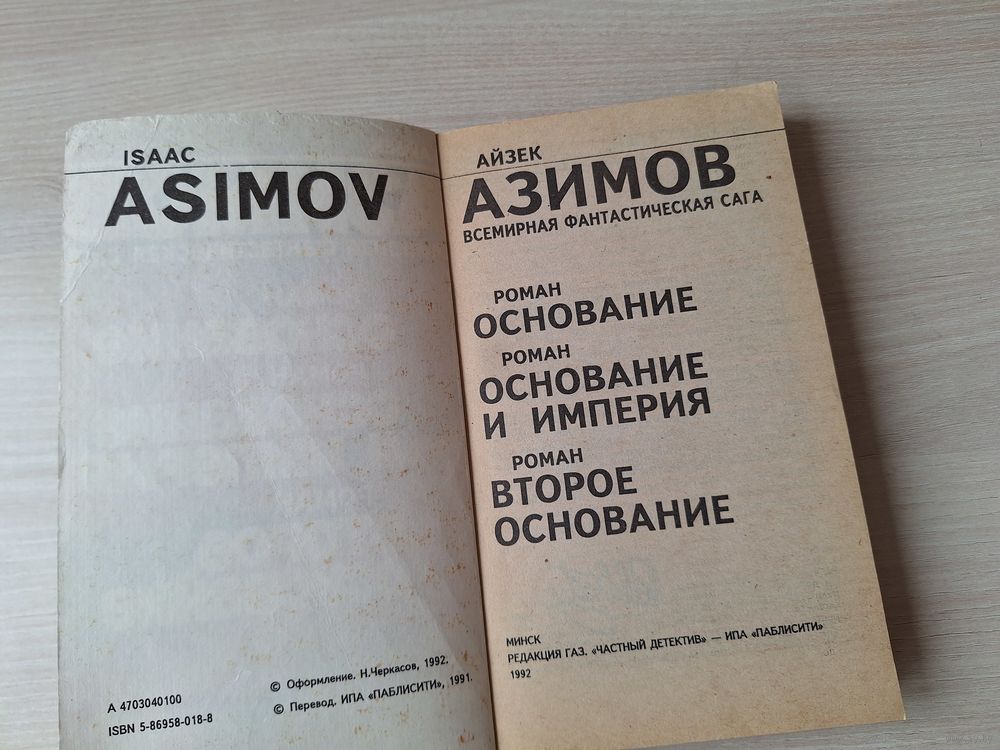 ISAAC
ASIMOV
А 4703040100
ISBN 5-86958-018-8
© Оформление. Н.Черкасов, 1992.
© Перевод. ИПА «ПАБЛИСИТИ», 1991.
АЙЗЕК
АЗИМОВ
ВСЕМИРНАЯ ФАНТАСТИЧЕСКАЯ САГА
РОМАН
ОСНОВАНИЕ
РОМАН
ОСНОВАНИЕ
И ИМПЕРИЯ
РОМАН
ВТОРОЕ
ОСНОВАНИЕ
МИНСК
РЕДАКЦИЯ ГАЗ. «ЧАСТНЫЙ ДЕТЕКТИВ» — ИПА «ПАБЛИСИТИ»
1992